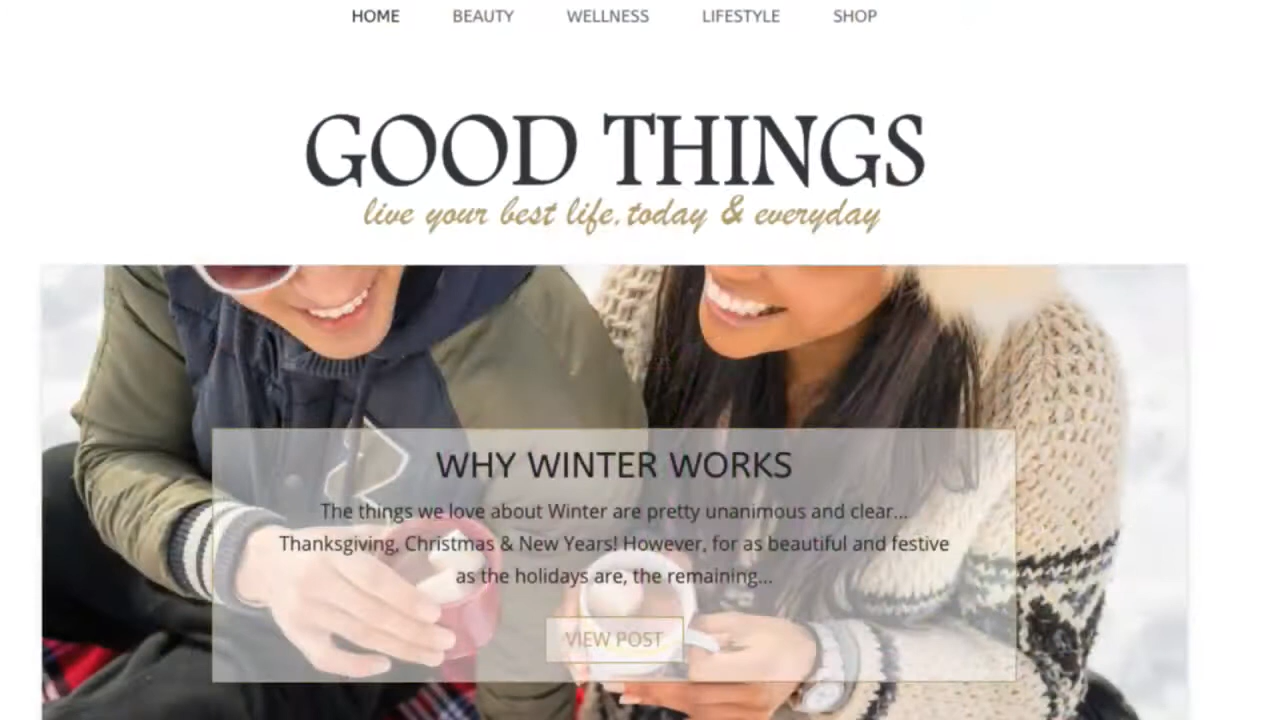 HOME BEAUTY WELLNESS LIFESTYLE SHOP
GOOD THINGS
live your best life. today & everyday
WHY WINTER WORKS
The things we love about Winter are pretty unanimous and clear...
Thanksgiving, Christmas & New Years! However, for as beautiful and festive
as the holidays are, the remaining...
VIEW POST